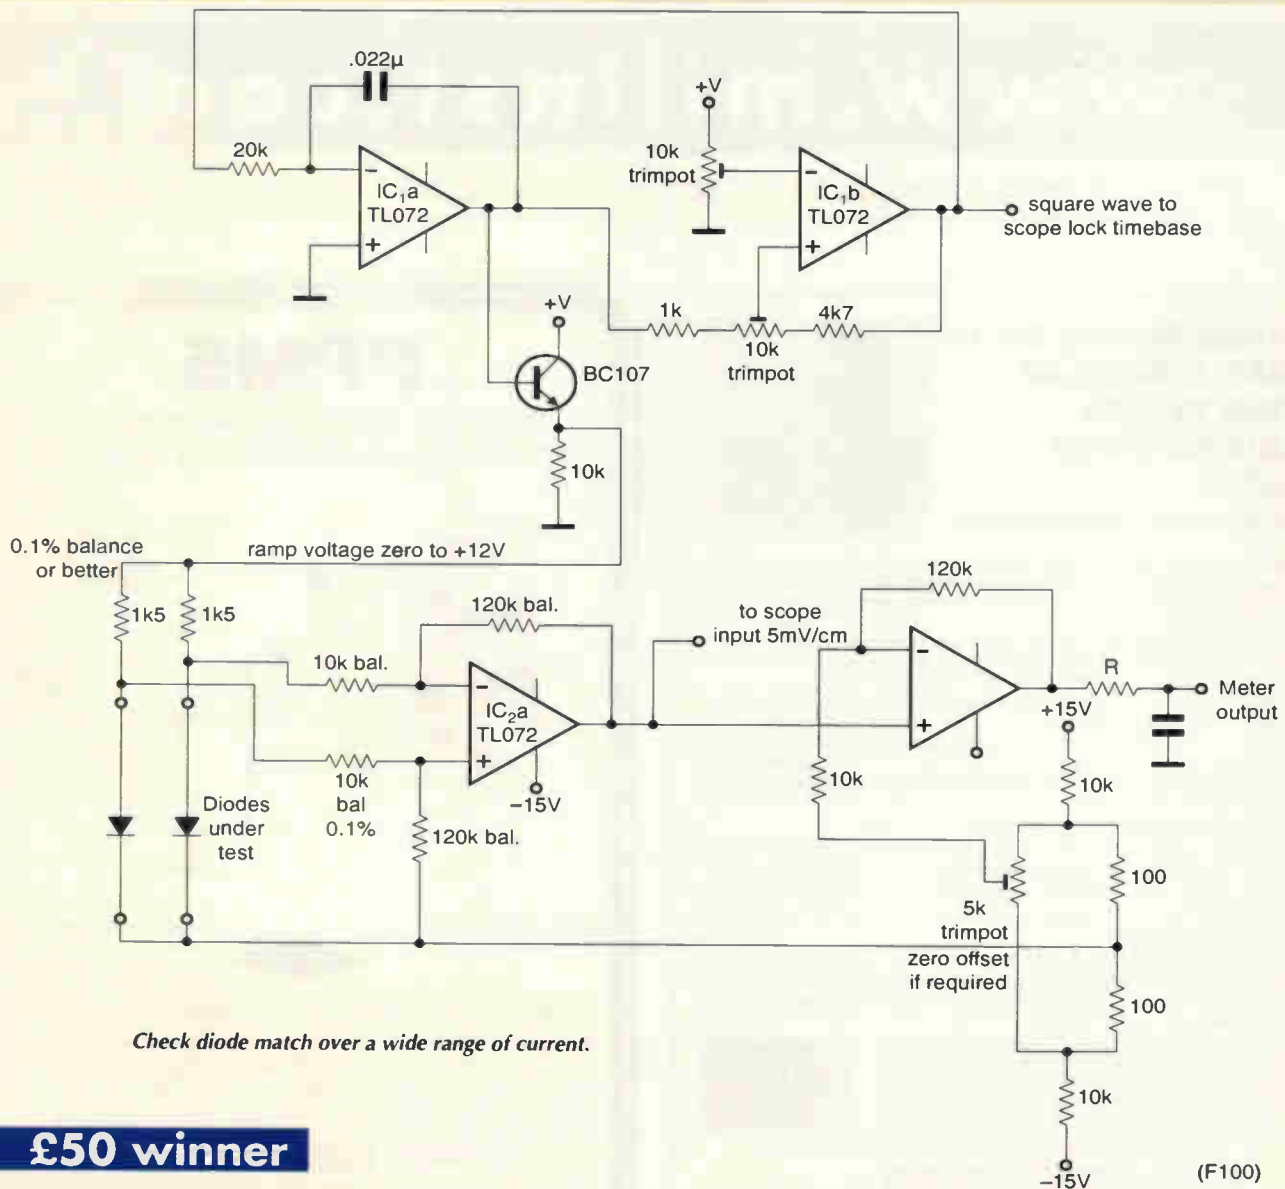 .022µ
20k
IC1a
TL072
+V
10k
trimpot
IC1b
TL072
square wave to
scope lock timebase
+V
BC107
10k
1k
10k
trimpot
4k7
0.1% balance
or better
ramp voltage zero to +12V
1k5
1k5
120k bal.
10k bal.
IC2a
TL072
10k
bal
0.1%
–15V
120k bal.
Diodes
under
test
to scope
input 5mV/cm
120k
R
Meter
output
+15V
10k
10k
5k
trimpot
zero offset
if required
100
100
10k
–15V
Check diode match over a wide range of current.
£50 winner
(F100)